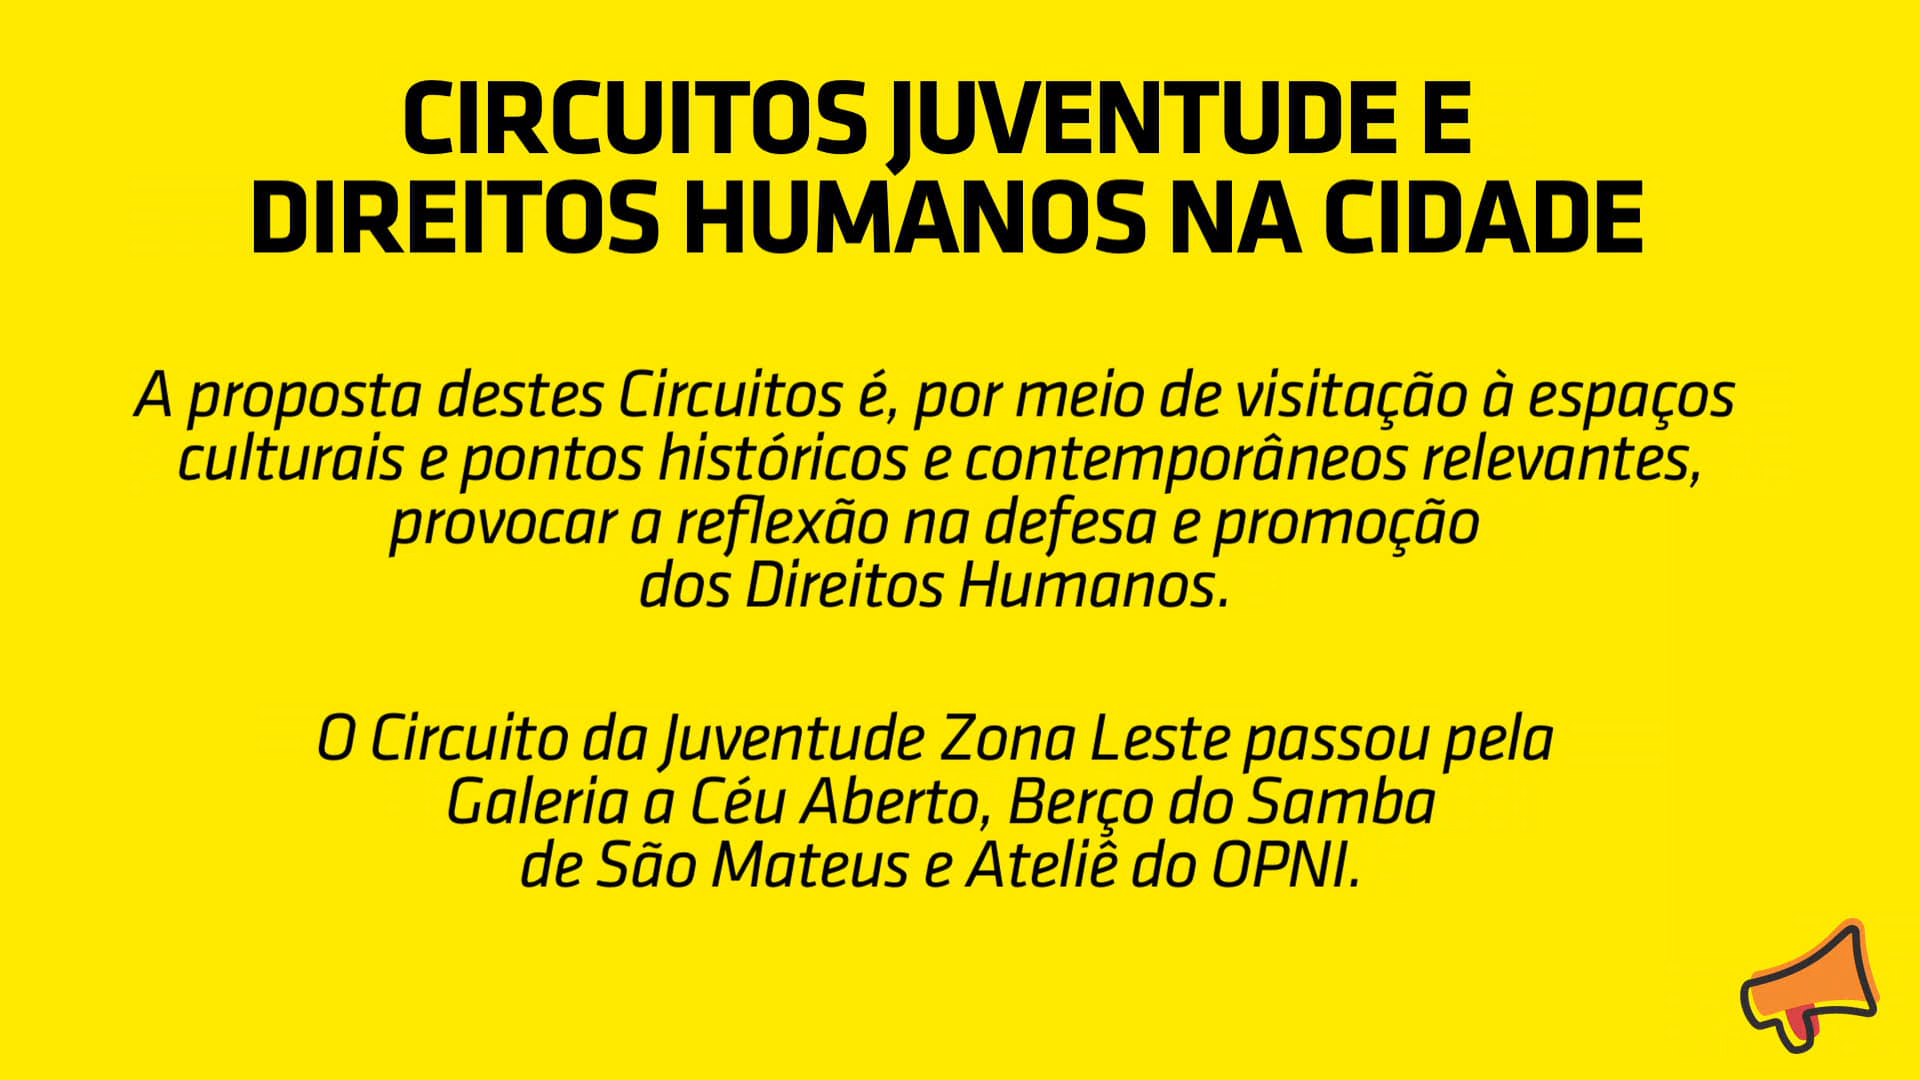 CIRCUITOS JUVENTUDE E
DIREITOS HUMANOS NA CIDADE
A proposta destes Circuitos é, por meio de visitação à espaços
culturais e pontos históricos e contemporâneos relevantes,
provocar a reflexão na defesa e promoção
dos Direitos Humanos.
O Circuito da Juventude Zona Leste passou pela
Galeria a Céu Aberto, Berço do Samba
de São Mateus e Ateliê do OPNI.